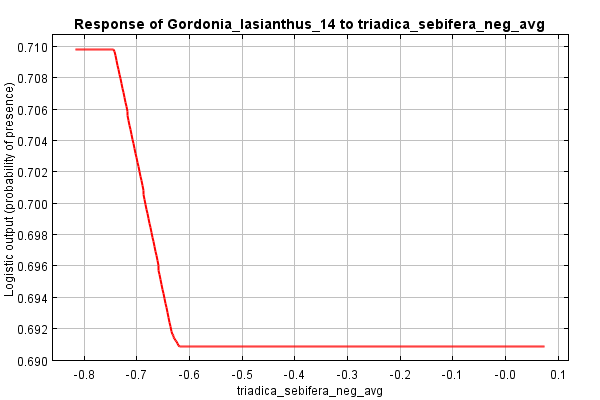 Response of Gordonia_lasianthus_14 to triadica_sebifera_neg_avg
Logistic output (probability of presence)
0.710
0.708
0.706
0.704
0.702
0.700
0.698
0.696
0.694
0.692
0.690
-0.8 -0.7 -0.6 -0.5 -0.4 -0.3 -0.2 -0.1 -0.0 0.1
triadica_sebifera_neg_avg